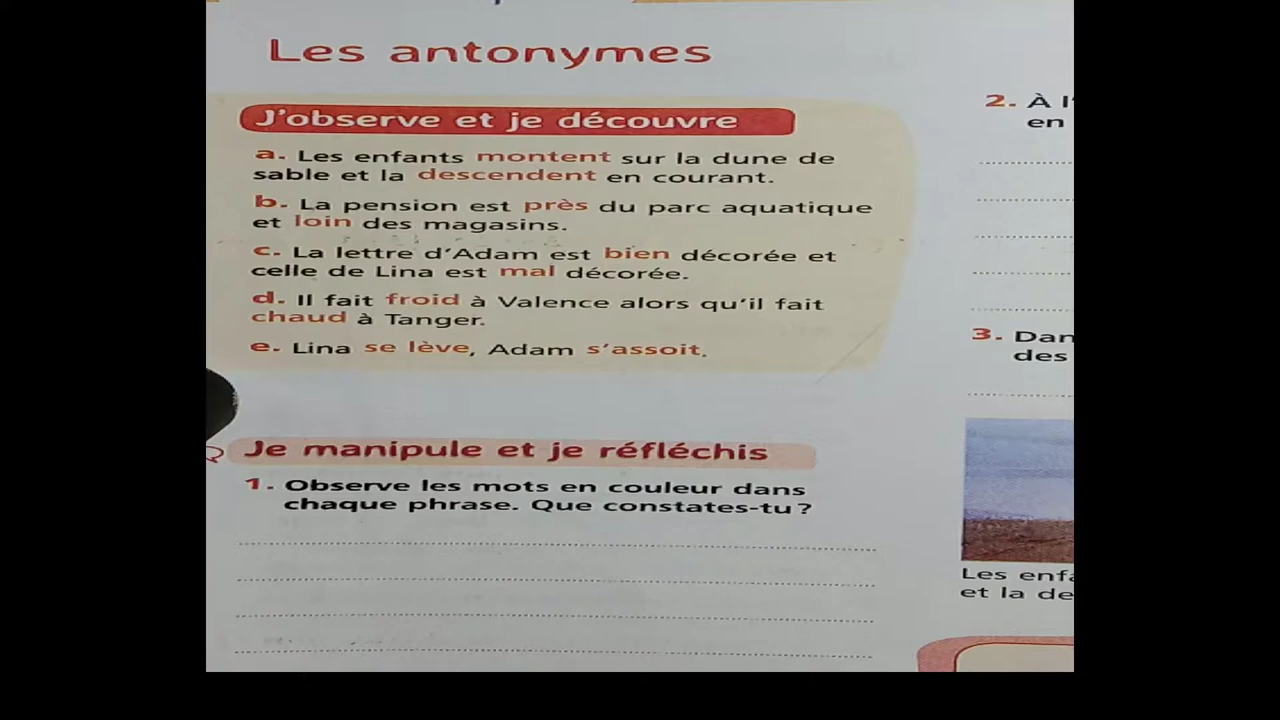 Les antonymes
J'observe et je découvre
a. Les enfants montent sur la dune de
sable et la descendent en courant.
b. La pension est près du parc aquatique
et loin des magasins.
c. La lettre d'Adam est bien décorée et
celle de Lina est mal décorée.
d. Il fait froid à Valence alors qu'il fait
chaud à Tanger.
e. Lina se lève, Adam s'assoit.
Je manipule et je réfléchis
1. Observe les mots en couleur dans
chaque phrase. Que constates-tu ?
2. À l'
en
3. Dan
des
Les enfa
et la de